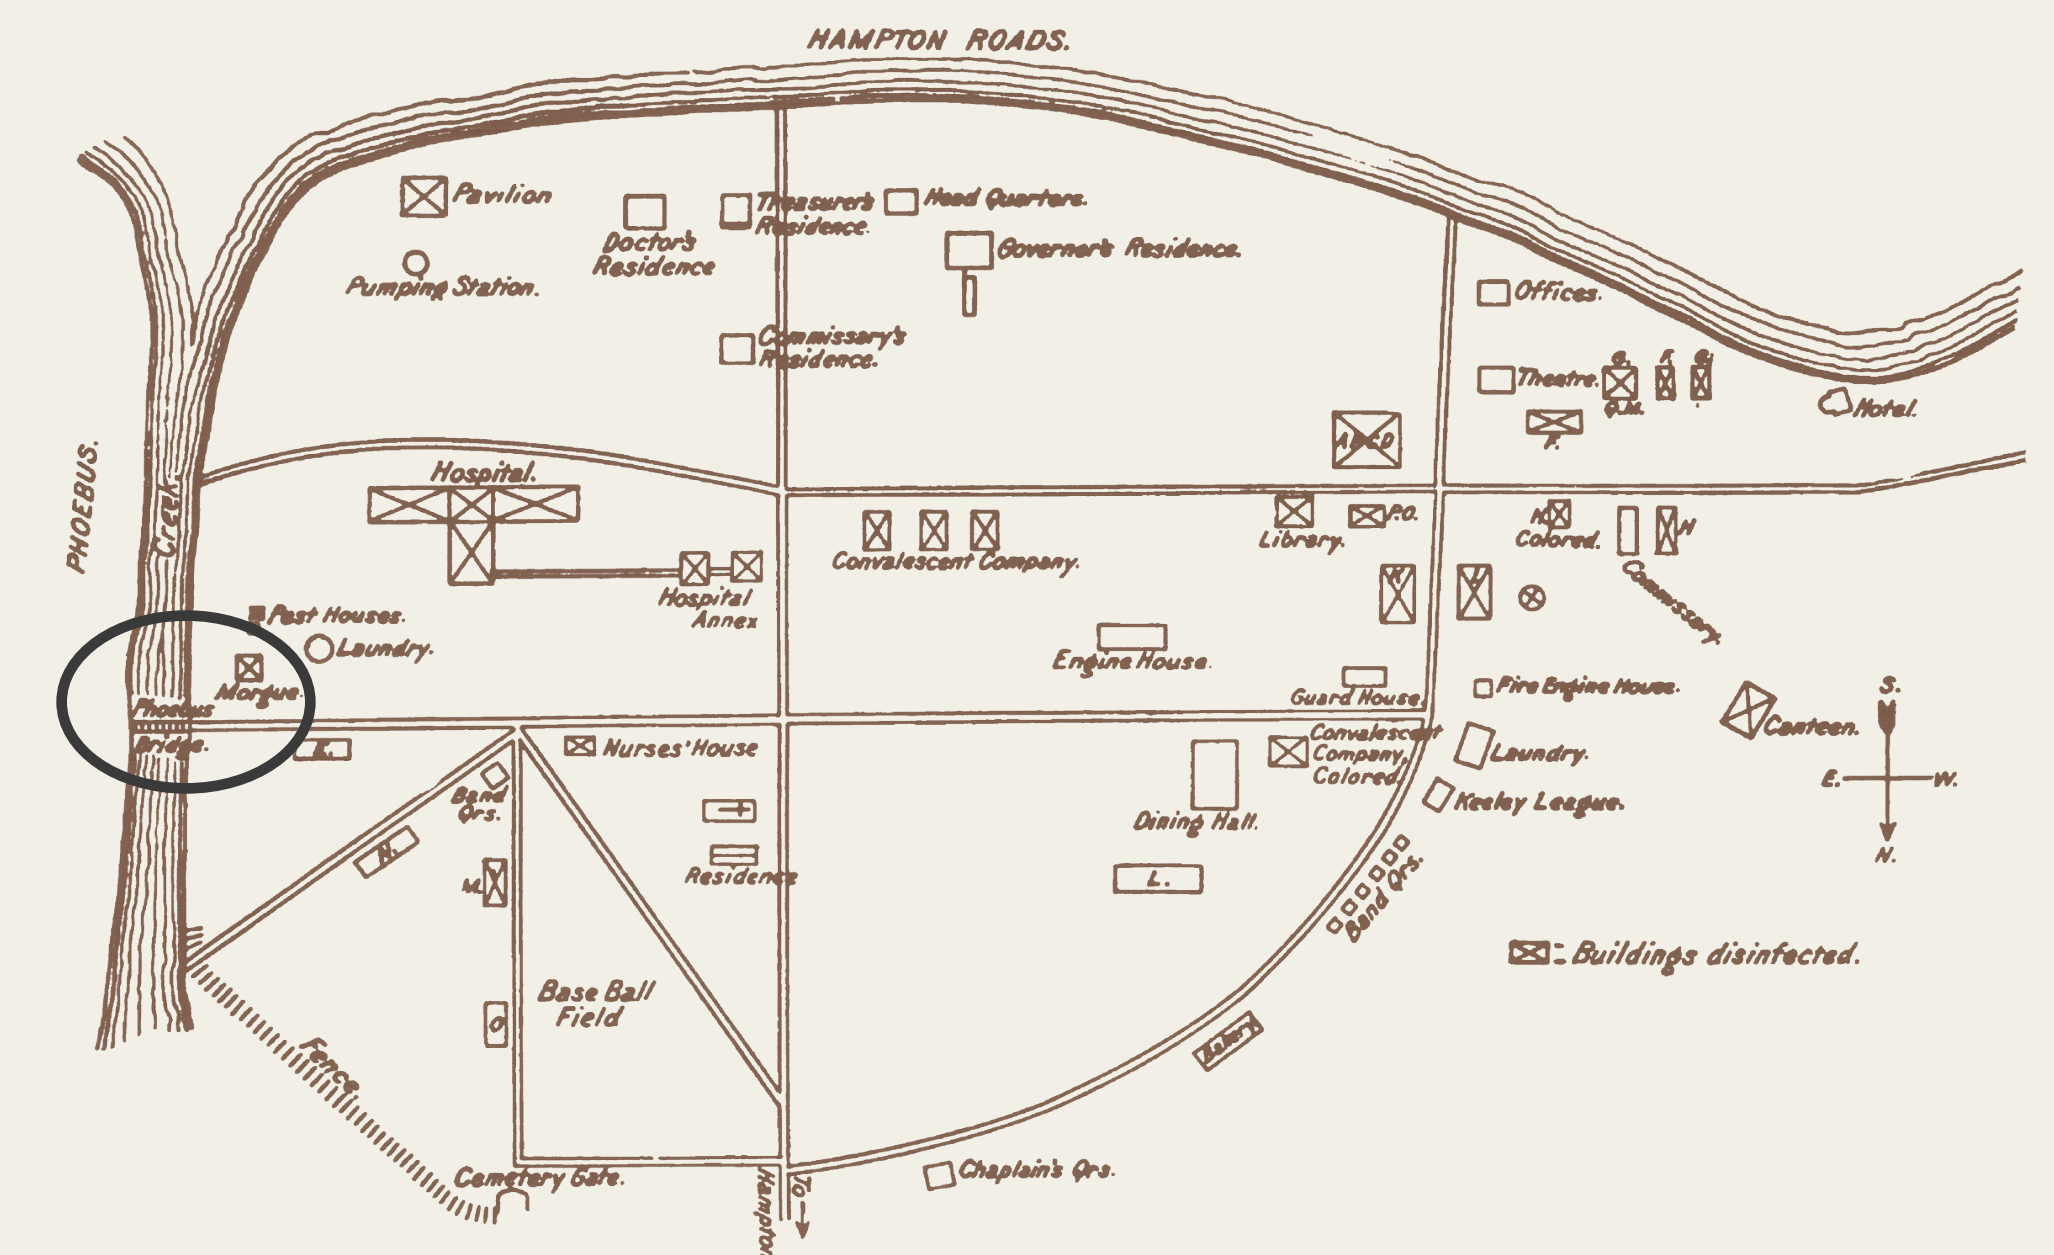 HAMPTON ROADS.
Pavilion
Doctor's
Residence
Treasurer's
Residence.
Head Quarters.
Governor's Residence.
Pumping Station.
Commissary's
Residence.
Offices.
Theatre.
G.
Q.M.
F.
G.
F.
Hotel.
PHOEBUS.
Creek.
Hospital.
ABCD
Convalescent Company.
Library.
P.O.
K
Colored.
H
Commissary.
Hospital
Annex
Pest Houses.
Laundry.
Morgue.
Phoebus
Bridge.
E.
Engine House.
Guard House.
J
Fire Engine House.
Canteen.
S.
E.
W.
N.
Nurses' House
Convalescent
Company,
Colored.
Laundry.
Keeley League.
Band
Qrs.
N.
M.
Residence
Dining Hall.
L.
Band Qrs.
= Buildings disinfected.
O
Base Ball
Field
Bakery
Fence.
Cemetery Gate.
To
Chaplain's Qrs.